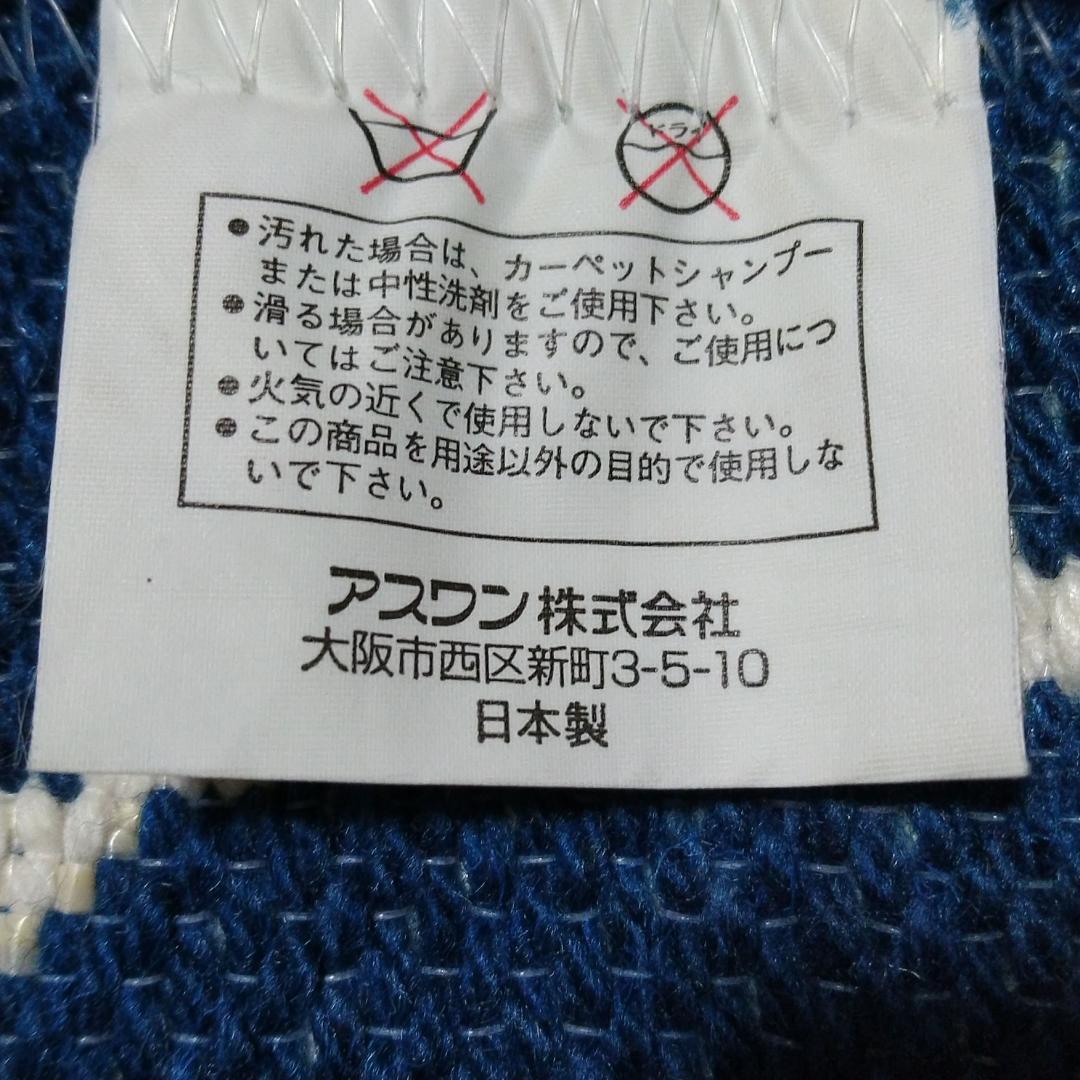 ドライ
● 汚れた場合は、カーペットシャンプー
または中性洗剤をご使用下さい。
● 滑る場合がありますので、ご使用につ
いてはご注意下さい。
● 火気の近くで使用しないで下さい。
● この商品を用途以外の目的で使用しな
いで下さい。
アスワン株式会社
大阪市西区新町3-5-10
日本製